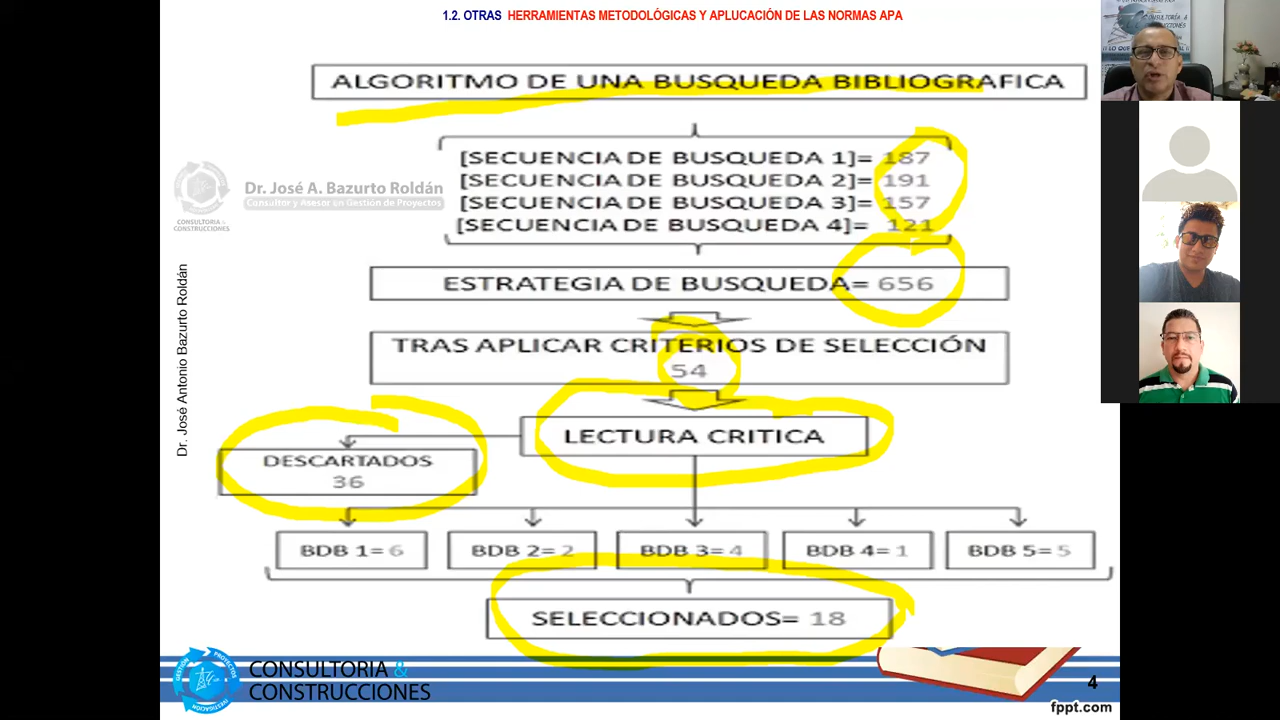 1.2. OTRAS HERRAMIENTAS METODOLÓGICAS Y APLUCACIÓN DE LAS NORMAS APA
ALGORITMO DE UNA BUSQUEDA BIBLIOGRAFICA
[SECUENCIA DE BUSQUEDA 1]= 187
[SECUENCIA DE BUSQUEDA 2]= 191
[SECUENCIA DE BUSQUEDA 3]= 157
[SECUENCIA DE BUSQUEDA 4]= 121
Dr. José A. Bazurto Roldán
Consultor y Asesor en Gestión de Proyectos
CONSULTORIA &
CONSTRUCCIONES
Dr. José Antonio Bazurto Roldán
ESTRATEGIA DE BUSQUEDA= 656
TRAS APLICAR CRITERIOS DE SELECCIÓN
54
LECTURA CRITICA
DESCARTADOS
36
BDB 1= 6
BDB 2= 2
BDB 3= 4
BDB 4= 1
BDB 5= 5
SELECCIONADOS= 18
CONSULTORIA &
CONSTRUCCIONES
GESTIÓN
PROYECTOS
INVESTIGACIÓN
4
fppt.com